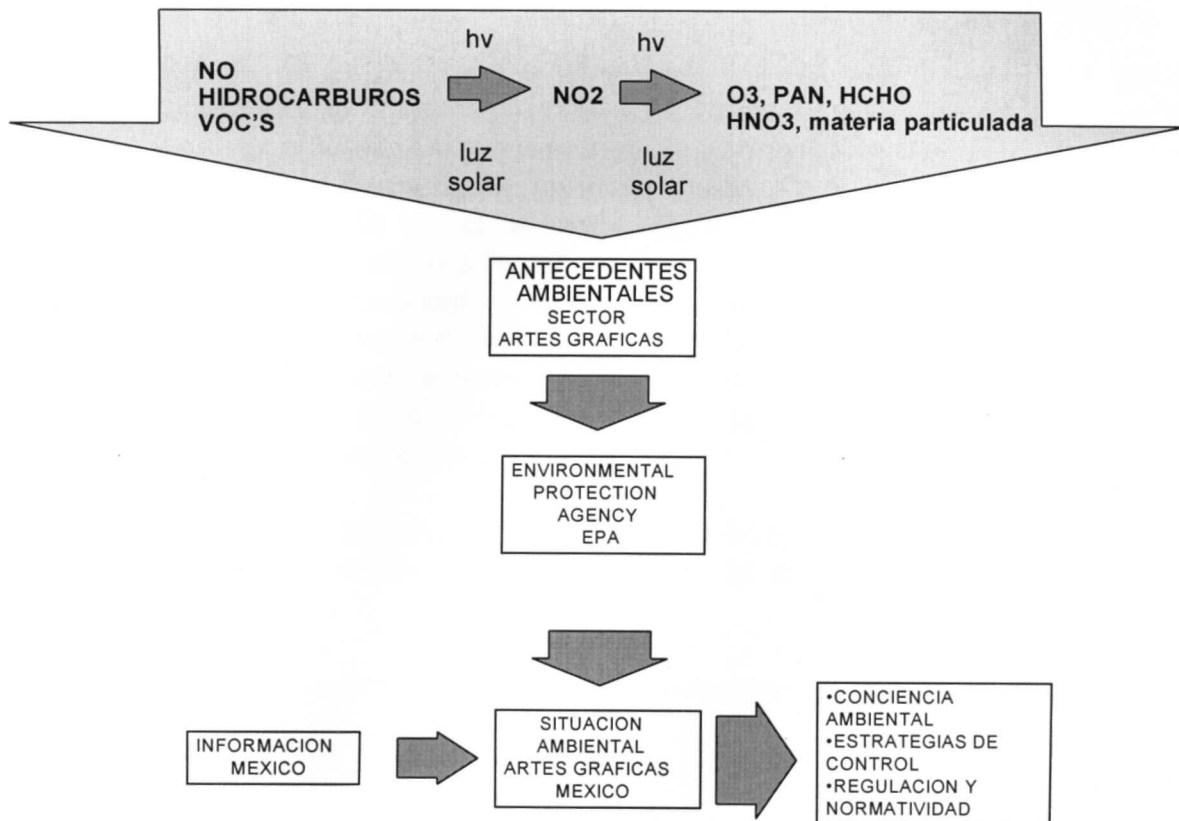 hv
hv
NO
HIDROCARBUROS
VOC'S
NO2
O3, PAN, HCHO
HNO3, materia particulada
luz
solar
luz
solar
ANTECEDENTES
AMBIENTALES
SECTOR
ARTES GRAFICAS
ENVIRONMENTAL
PROTECTION
AGENCY
EPA
INFORMACION
MEXICO
SITUACION
AMBIENTAL
ARTES GRAFICAS
MEXICO
•CONCIENCIA
AMBIENTAL
•ESTRATEGIAS DE
CONTROL
•REGULACION Y
NORMATIVIDAD